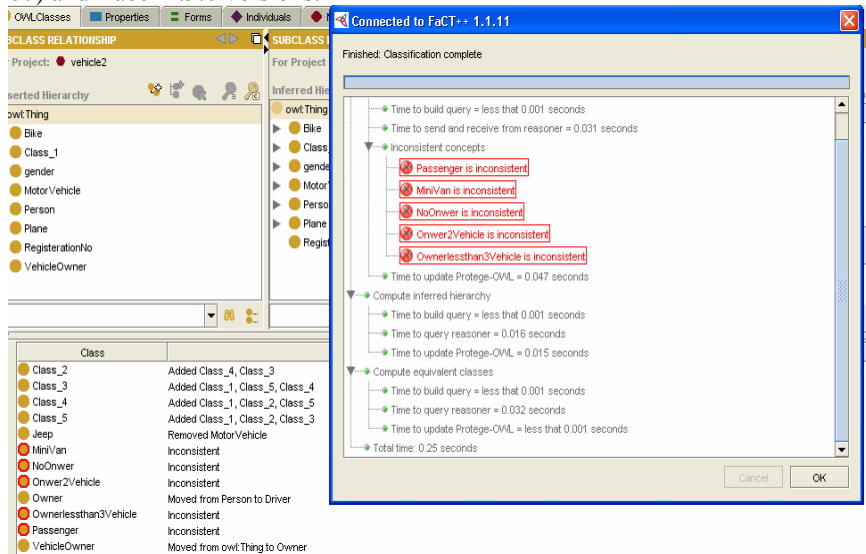 OWLClasses Properties Forms Individuals
SUBCLASS RELATIONSHIP
Project: vehicle2
Asserted Hierarchy
owl:Thing
Bike
Class_1
gender
MotorVehicle
Person
Plane
RegisterationNo
VehicleOwner
For Project
owl:Thing
Bike
Class_
gende
Motor
Perso
Plane
Regist
Connected to FaCT++ 1.1.11
Finished: Classification complete
Time to build query = less that 0.001 seconds
Time to send and receive from reasoner = 0.031 seconds
Inconsistent concepts
Passenger is inconsistent
MiniVan is inconsistent
NoOnwer is inconsistent
Onwer2Vehicle is inconsistent
Ownerlessthan3Vehicle is inconsistent
Time to update Protege-OWL = 0.047 seconds
Compute inferred hierarchy
Time to build query = less that 0.001 seconds
Time to query reasoner = 0.016 seconds
Time to update Protege-OWL = 0.015 seconds
Compute equivalent classes
Time to build query = less that 0.001 seconds
Time to query reasoner = 0.032 seconds
Time to update Protege-OWL = less that 0.001 seconds
Total time: 0.25 seconds
Cancel OK
Class
Class_2 Added Class_4, Class_3
Class_3 Added Class_1, Class_5, Class_4
Class_4 Added Class_1, Class_2, Class_5
Class_5 Added Class_1, Class_2, Class_3
Jeep Removed MotorVehicle
MiniVan Inconsistent
NoOnwer Inconsistent
Onwer2Vehicle Inconsistent
Owner Moved from Person to Driver
Ownerlessthan3Vehicle Inconsistent
Passenger Inconsistent
VehicleOwner Moved from owl:Thing to Owner